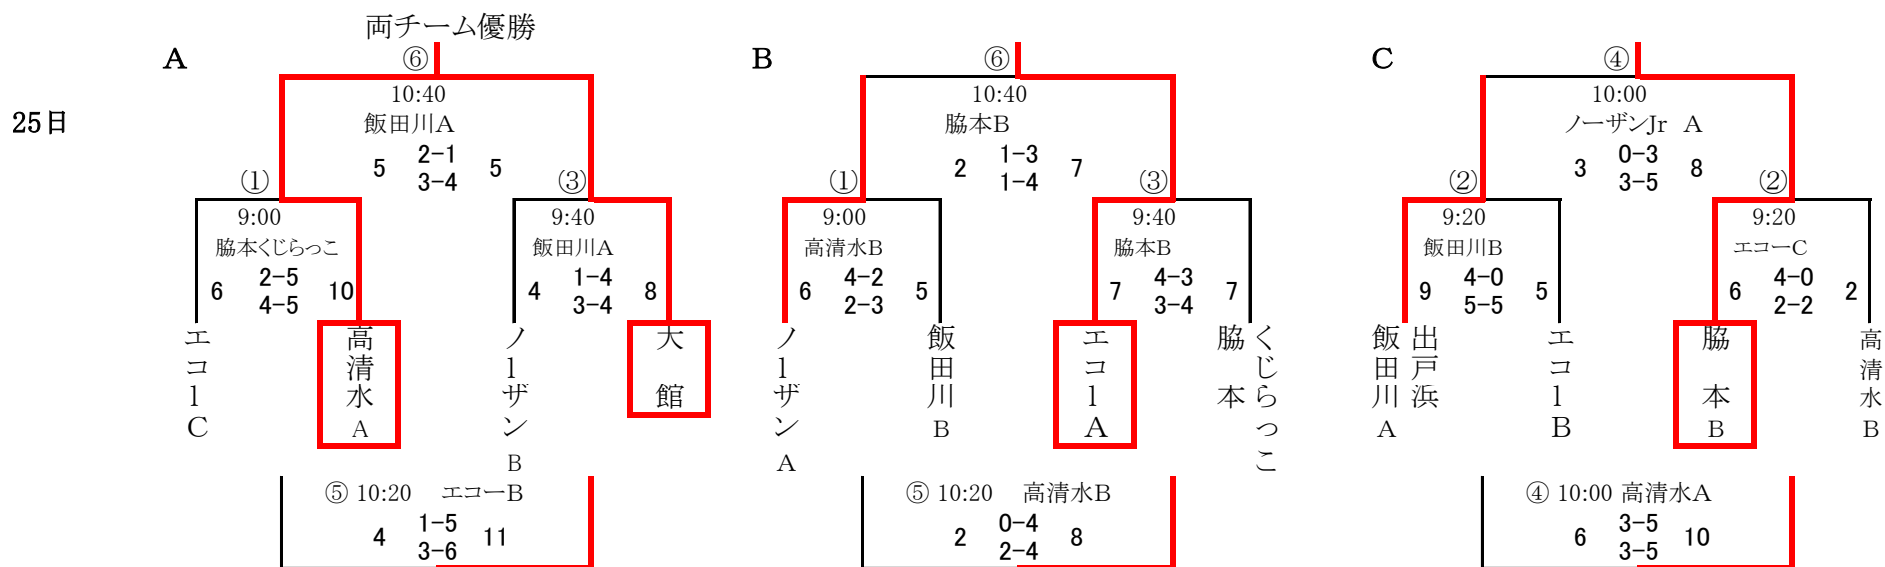 両チーム優勝
25日
A
⑥
10:40
飯田川A
5 2-1 5
3-4
① ③
9:00 9:40
脇本くじらっこ 飯田川A
6 2-5 10 4 1-4 8
4-5 3-4
エコーC
高清水A
ノーザンB
大館
⑤ 10:20 エコーB
4 1-5 11
3-6
B
⑥
10:40
脇本B
2 1-3 7
1-4
① ③
9:00 9:40
高清水B 脇本B
6 4-2 5 7 4-3 7
2-3 3-4
ノーザンA
飯田川B
エコーA
脇本
くじらっこ
⑤ 10:20 高清水B
2 0-4 8
2-4
C
④
10:00
ノーザンJr A
3 0-3 8
3-5
② ②
9:20 9:20
飯田川B エコーC
9 4-0 5 6 4-0 2
5-5 2-2
飯田川A
出戸浜
エコーB
脇本B
高清水B
④ 10:00 高清水A
6 3-5 10
3-5